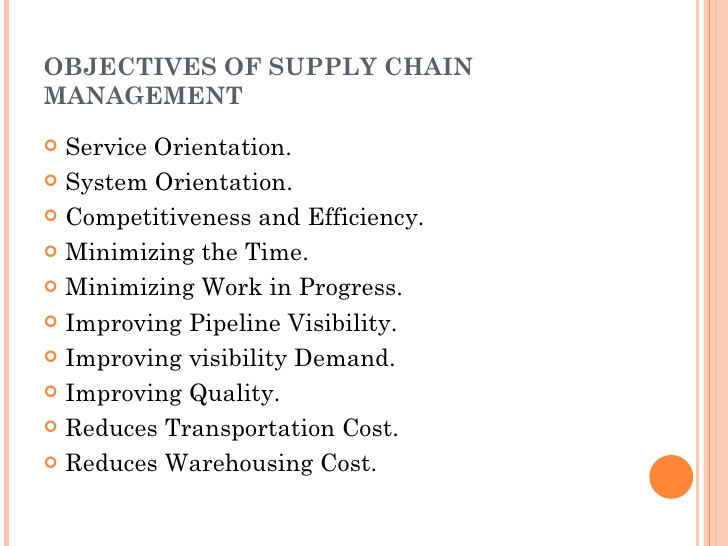 OBJECTIVES OF SUPPLY CHAIN
MANAGEMENT
Service Orientation.
System Orientation.
Competitiveness and Efficiency.
Minimizing the Time.
Minimizing Work in Progress.
Improving Pipeline Visibility.
Improving visibility Demand.
Improving Quality.
Reduces Transportation Cost.
Reduces Warehousing Cost.